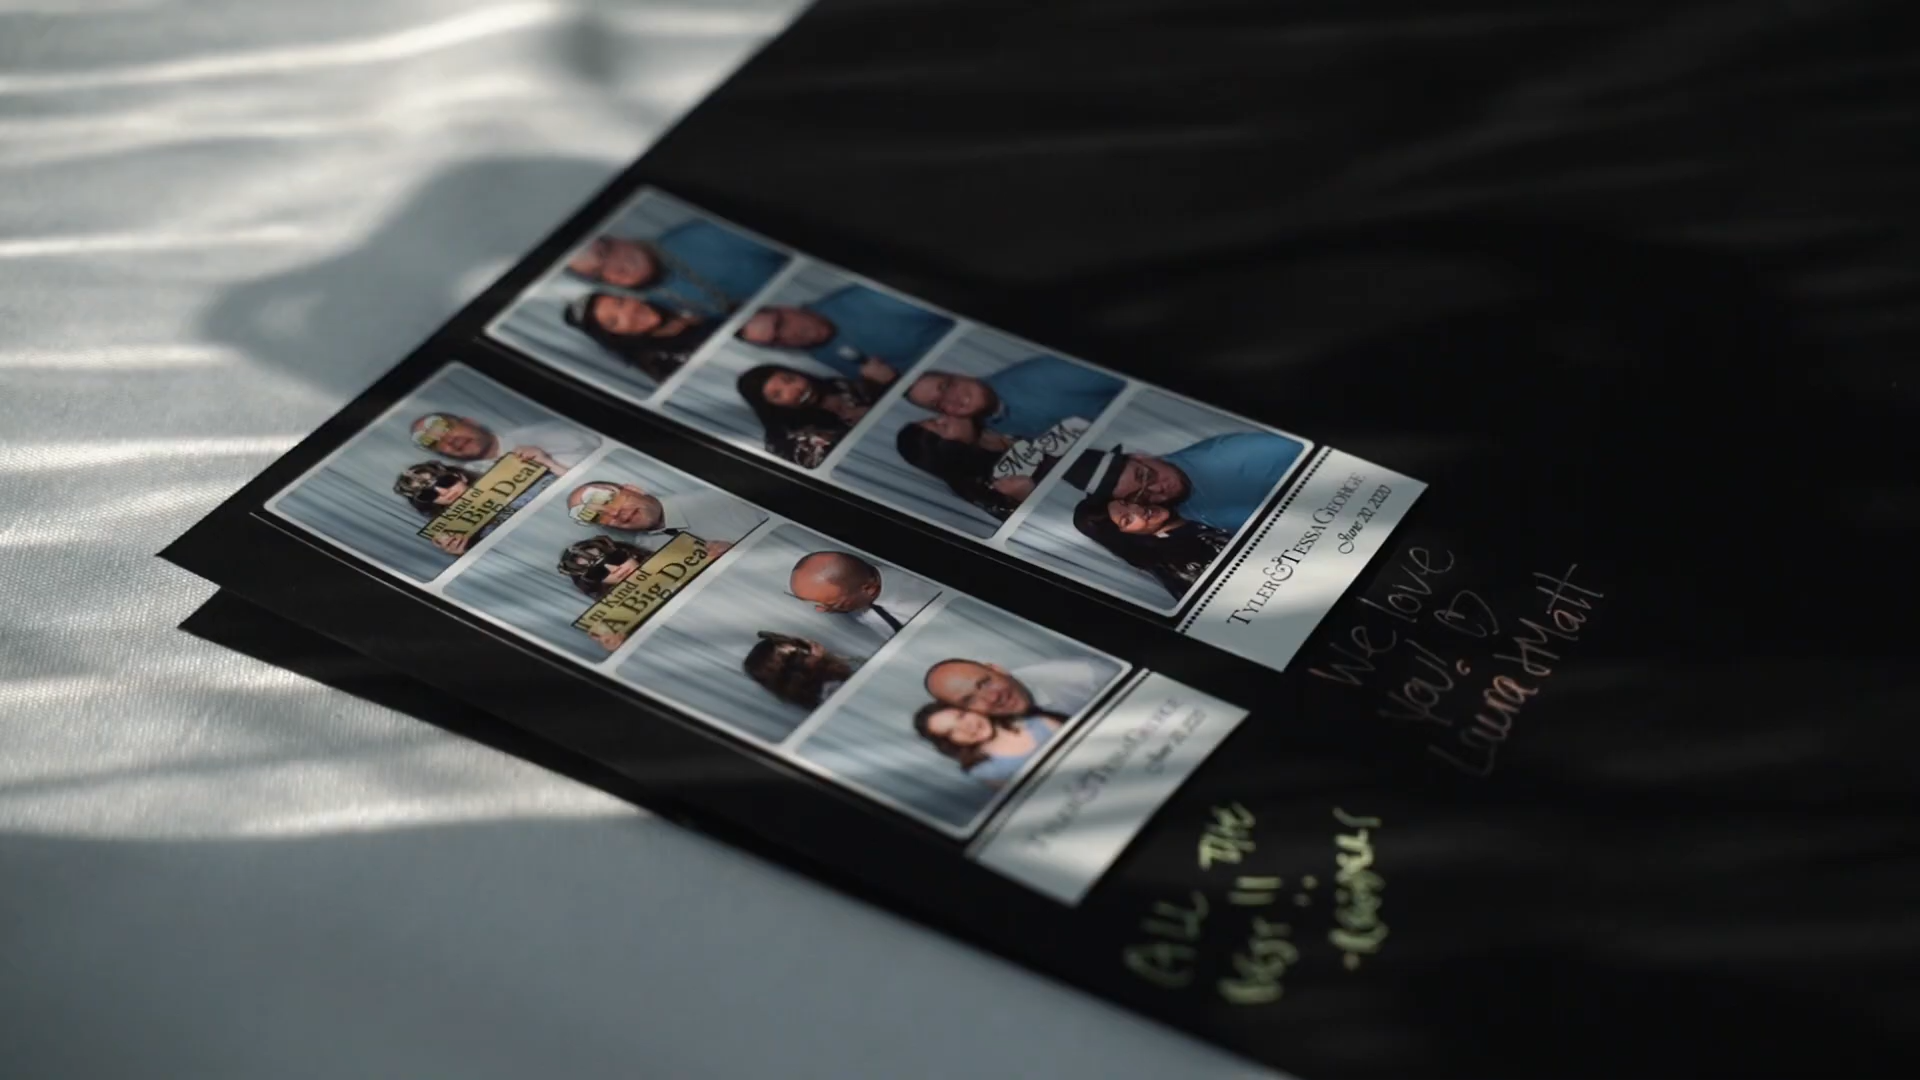 I'm Kind of
A Big Deal
I'm Kind of
A Big Deal
TYLER & TESSA GEORGE
June 20, 2020
We love
you! ♡
Laura & Matt
ALL The
Best !!!